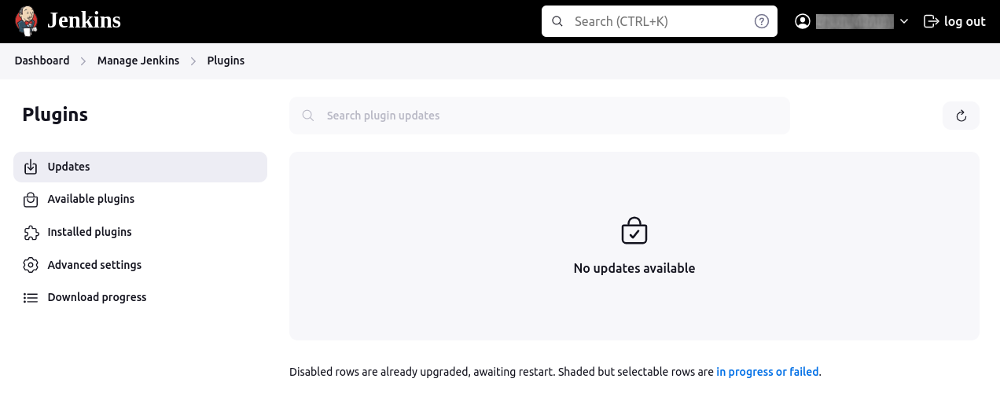 Jenkins
Search (CTRL+K)
log out
Dashboard Manage Jenkins Plugins
Plugins
Search plugin updates
Updates
Available plugins
Installed plugins
Advanced settings
Download progress
No updates available
Disabled rows are already upgraded, awaiting restart. Shaded but selectable rows are in progress or failed.